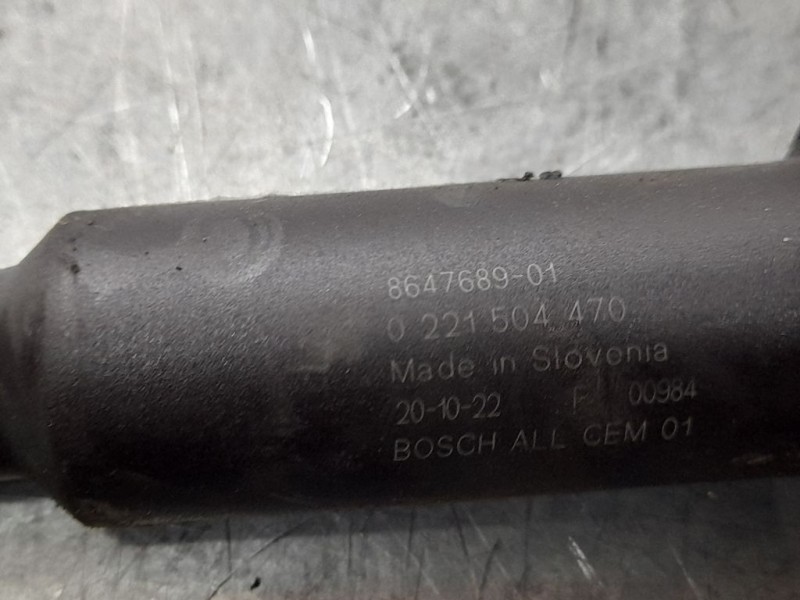 8647689-01
0 221 504 470
Made in Slovenia
20-10-22 F 00984
BOSCH ALL CEM 01